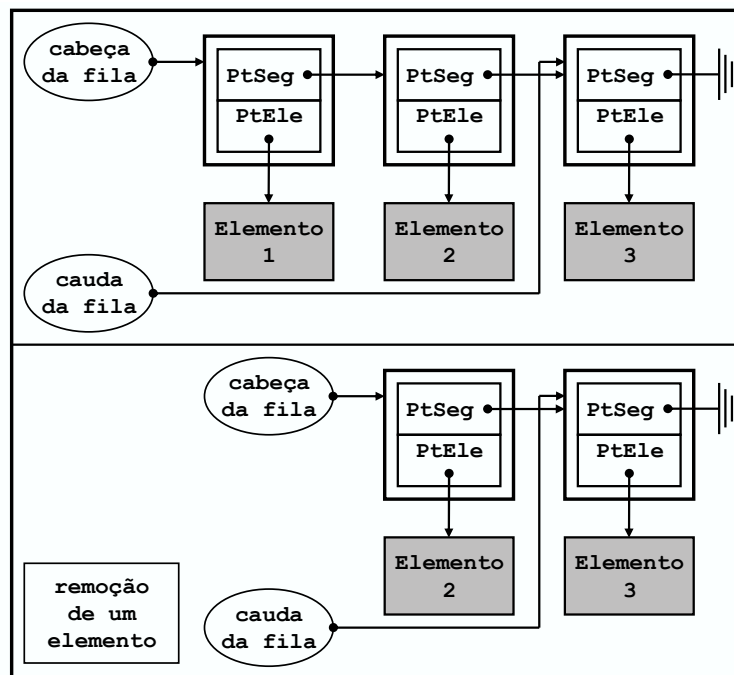 cabeça
da fila
PtSeg
PtSeg
PtSeg
PtEle
PtEle
PtEle
Elemento
1
Elemento
2
Elemento
3
cauda
da fila
cabeça
da fila
PtSeg
PtSeg
PtEle
PtEle
Elemento
2
Elemento
3
remoção
de um
elemento
cauda
da fila